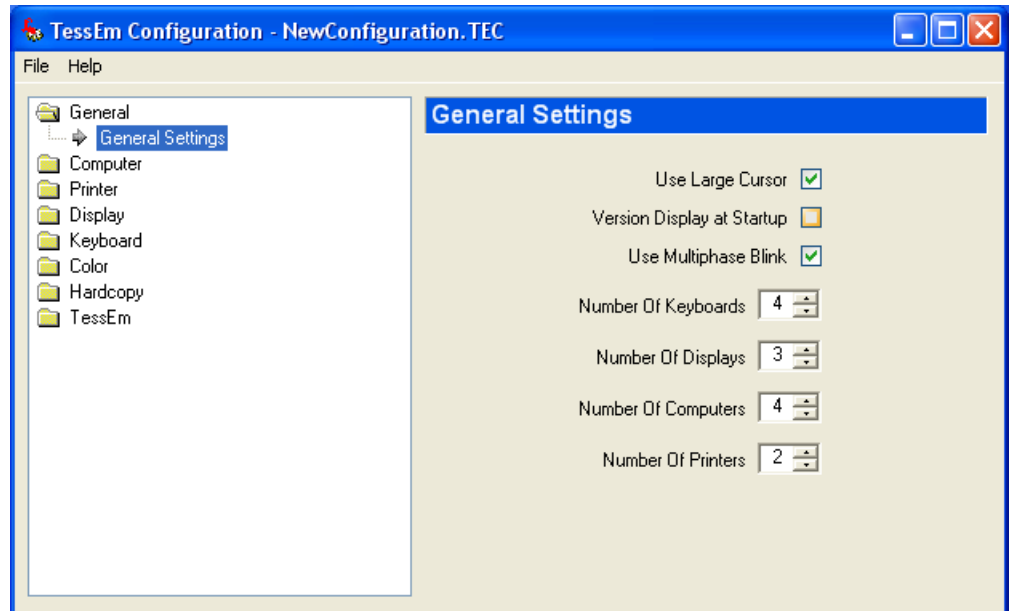 TessEm Configuration - NewConfiguration.TEC
File Help
General
General Settings
Computer
Printer
Display
Keyboard
Color
Hardcopy
TessEm
General Settings
Use Large Cursor
Version Display at Startup
Use Multiphase Blink
Number Of Keyboards 4
Number Of Displays 3
Number Of Computers 4
Number Of Printers 2